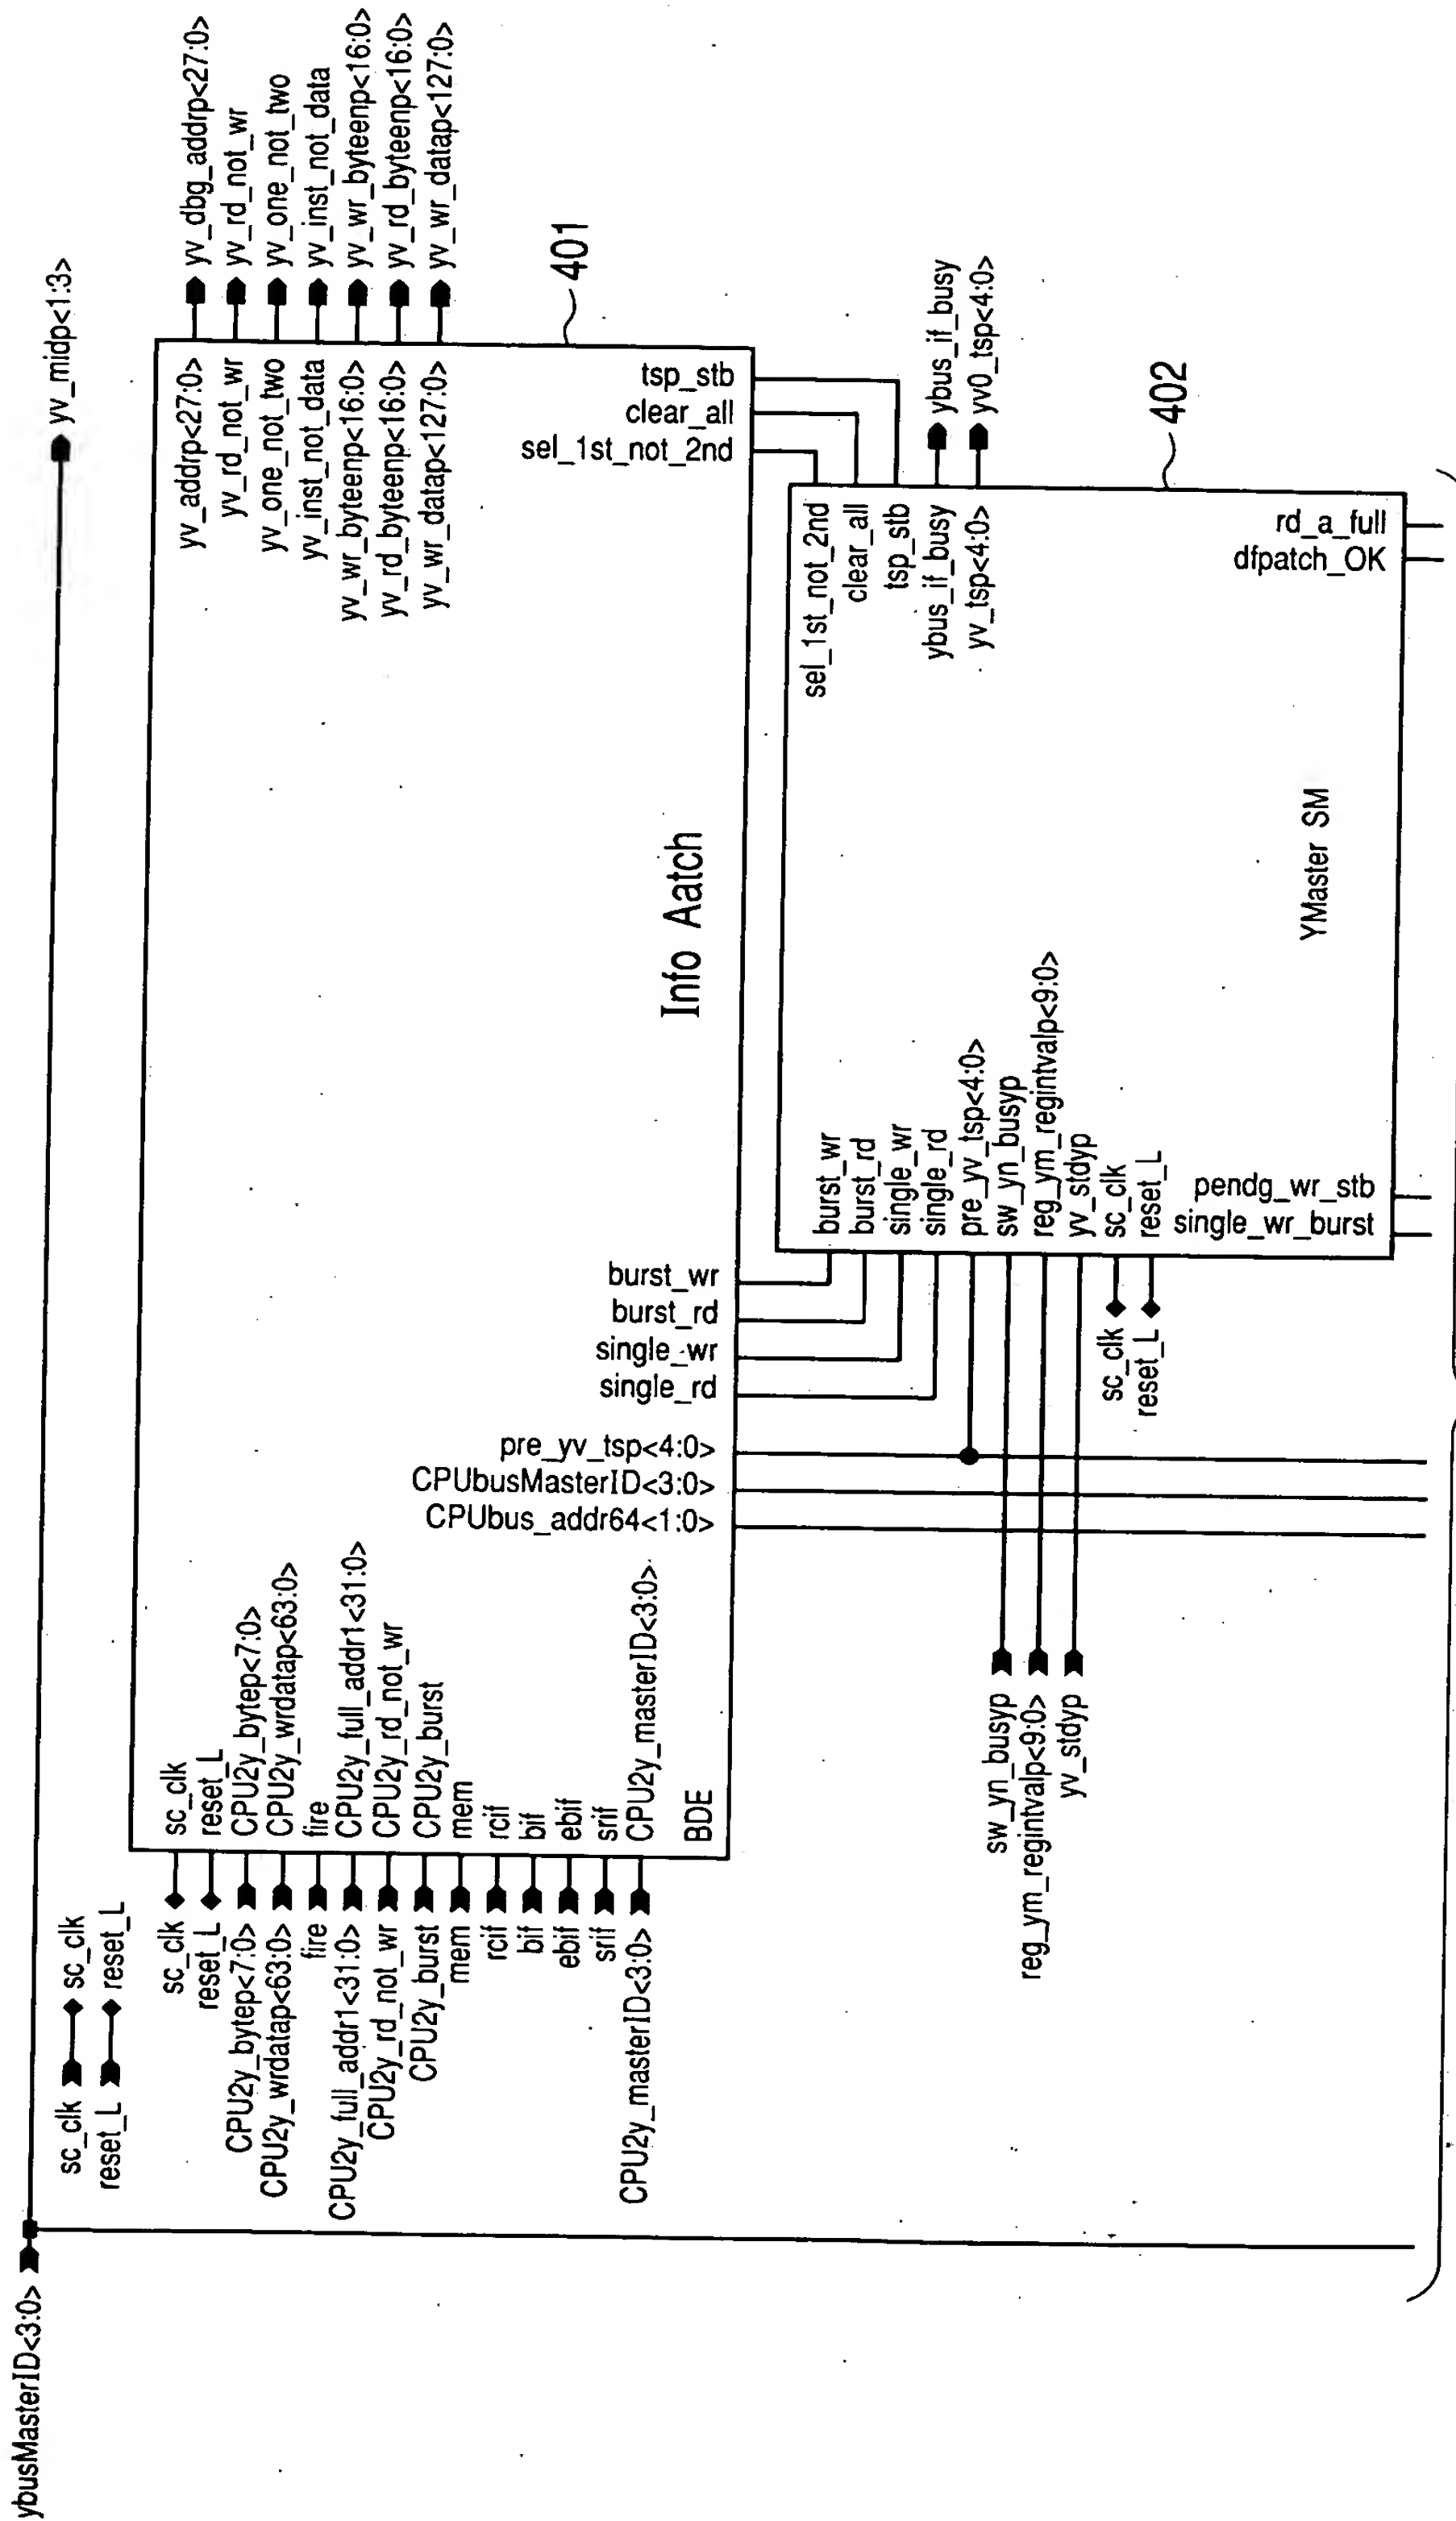 ybusMasterID<3:0>
yv_midp<1:3>
sc_clk
sc_clk
reset_L
reset_L
sc_clk
reset_L
CPU2y_bytep<7:0>
CPU2y_wrdatap<63:0>
fire
CPU2y_full_addr1<31:0>
CPU2y_rd_not_wr
CPU2y_burst
mem
rcif
bif
ebif
srif
CPU2y_masterID<3:0>
sc_clk
reset_L
CPU2y_bytep<7:0>
CPU2y_wrdatap<63:0>
fire
CPU2y_full_addr1<31:0>
CPU2y_rd_not_wr
CPU2y_burst
mem
rcif
bif
ebif
srif
CPU2y_masterID<3:0>
BDE
Info Aatch
yv_addrp<27:0>
yv_rd_not_wr
yv_one_not_two
yv_inst_not_data
yv_wr_byteenp<16:0>
yv_rd_byteenp<16:0>
yv_wr_datap<127:0>
yv_dbg_addrp<27:0>
yv_rd_not_wr
yv_one_not_two
yv_inst_not_data
yv_wr_byteenp<16:0>
yv_rd_byteenp<16:0>
yv_wr_datap<127:0>
401
tsp_stb
clear_all
sel_1st_not_2nd
burst_wr
burst_rd
single_wr
single_rd
pre_yv_tsp<4:0>
CPUbusMasterID<3:0>
CPUbus_addr64<1:0>
sw_yn_busyp
reg_ym_regintvalp<9:0>
yv_stdyp
sc_clk
reset_L
burst_wr
burst_rd
single_wr
single_rd
pre_yv_tsp<4:0>
sw_yn_busyp
reg_ym_regintvalp<9:0>
yv_stdyp
sc_clk
reset_L
pendg_wr_stb
single_wr_burst
YMaster SM
sel_1st_not_2nd
clear_all
tsp_stb
ybus_if_busy
yv_tsp<4:0>
ybus_if_busy
yv0_tsp<4:0>
402
rd_a_full
dfpatch_OK